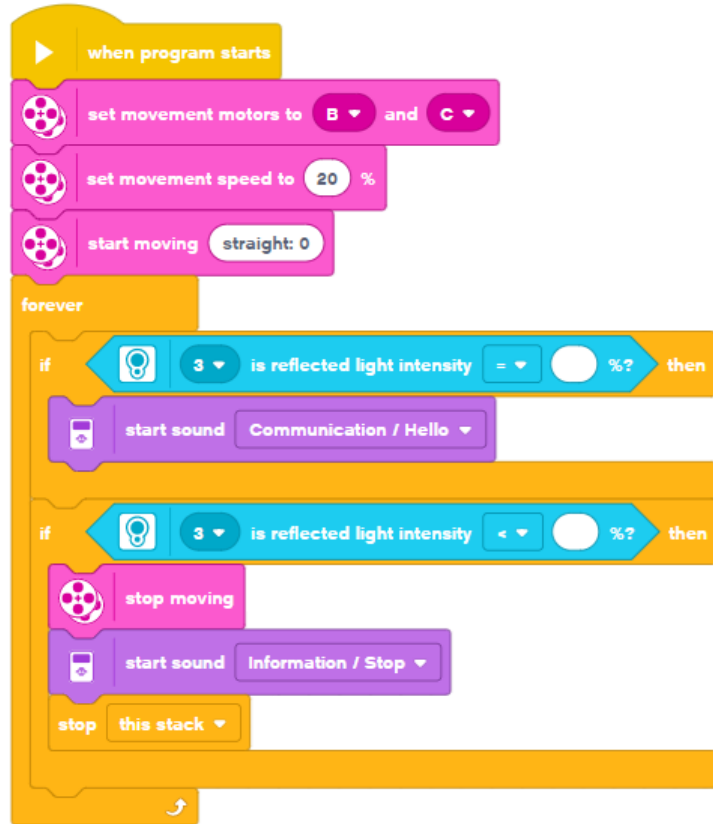 when program starts
set movement motors to B and C
set movement speed to 20 %
start moving straight: 0
forever
if 3 is reflected light intensity = %? then
start sound Communication / Hello
if 3 is reflected light intensity < %? then
stop moving
start sound Information / Stop
stop this stack